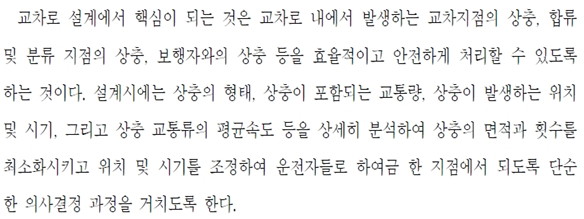 교차로 설계에서 핵심이 되는 것은 교차로 내에서 발생하는 교차지점의 상충, 합류
및 분류 지점의 상충, 보행자와의 상충 등을 효율적이고 안전하게 처리할 수 있도록
하는 것이다. 설계시에는 상충의 형태, 상충이 포함되는 교통량, 상충이 발생하는 위치
및 시기, 그리고 상충 교통류의 평균속도 등을 상세히 분석하여 상충의 면적과 횟수를
최소화시키고 위치 및 시기를 조정하여 운전자들로 하여금 한 지점에서 되도록 단순
한 의사결정 과정을 거치도록 한다.